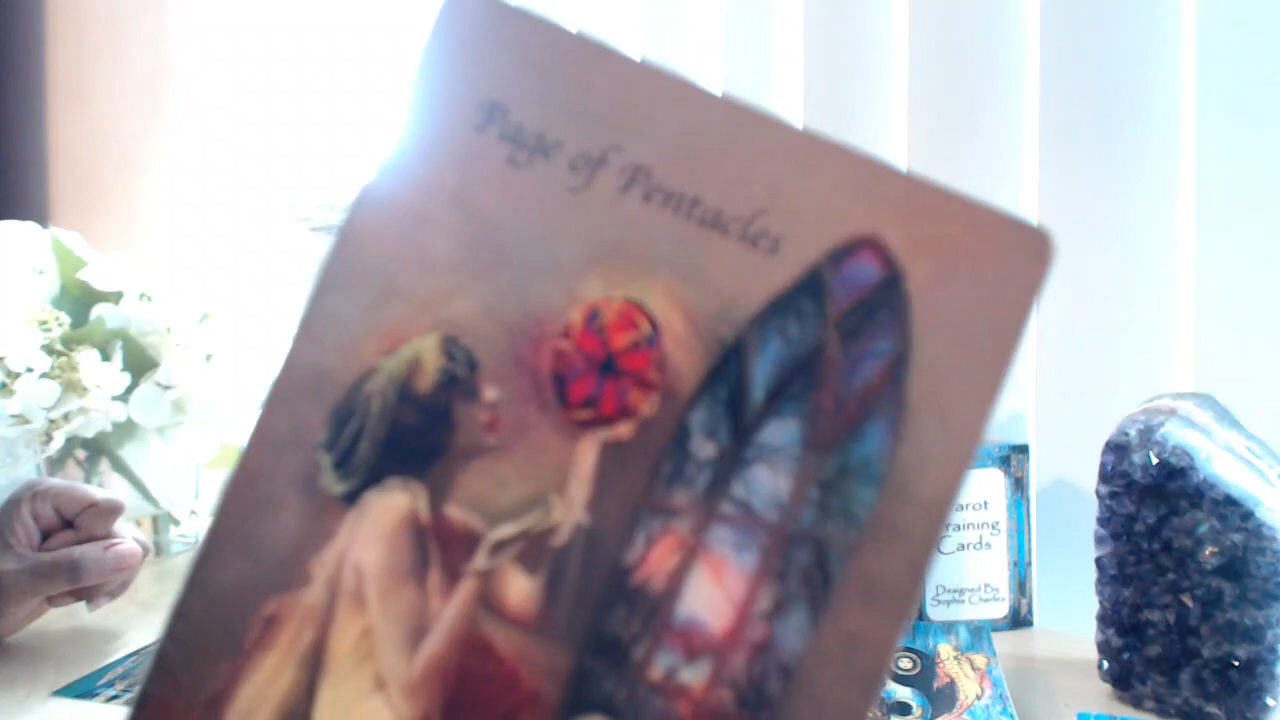 Page of Pentacles
arot
raining
Cards
Designed By
Sophia Charles